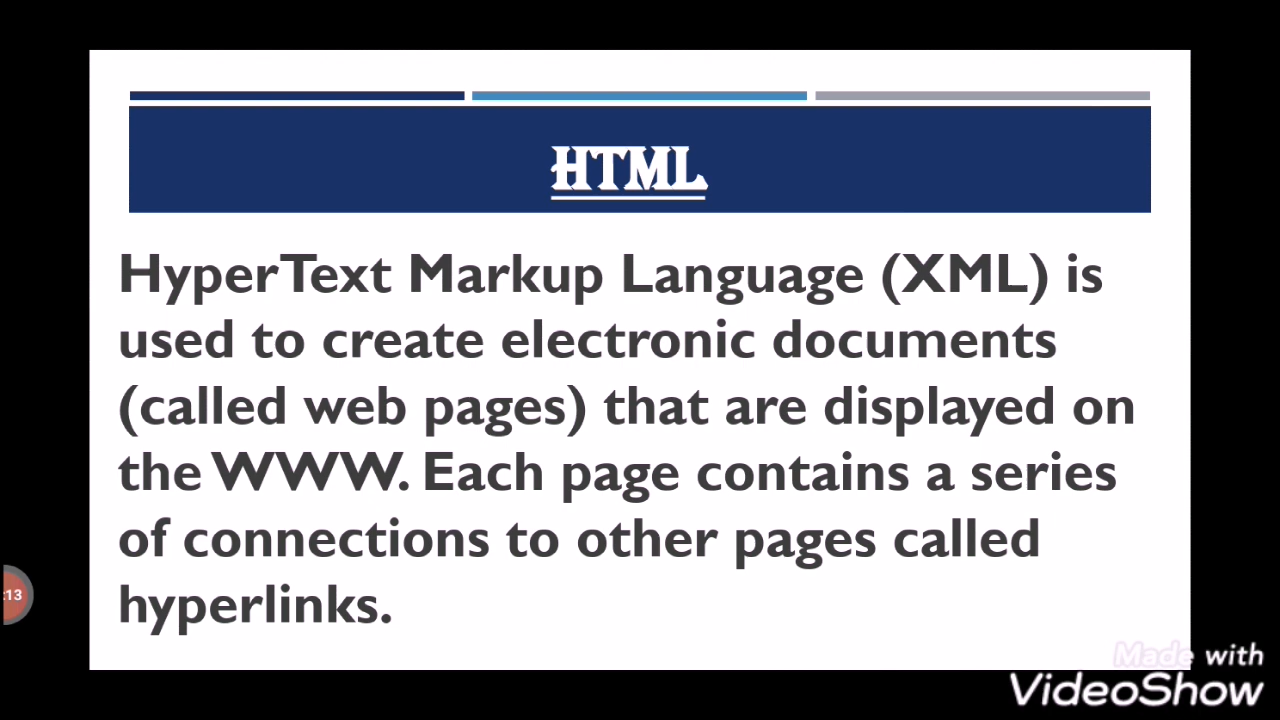 HTML
HyperText Markup Language (XML) is
used to create electronic documents
(called web pages) that are displayed on
the WWW. Each page contains a series
of connections to other pages called
hyperlinks.
:13
Made with
VideoShow